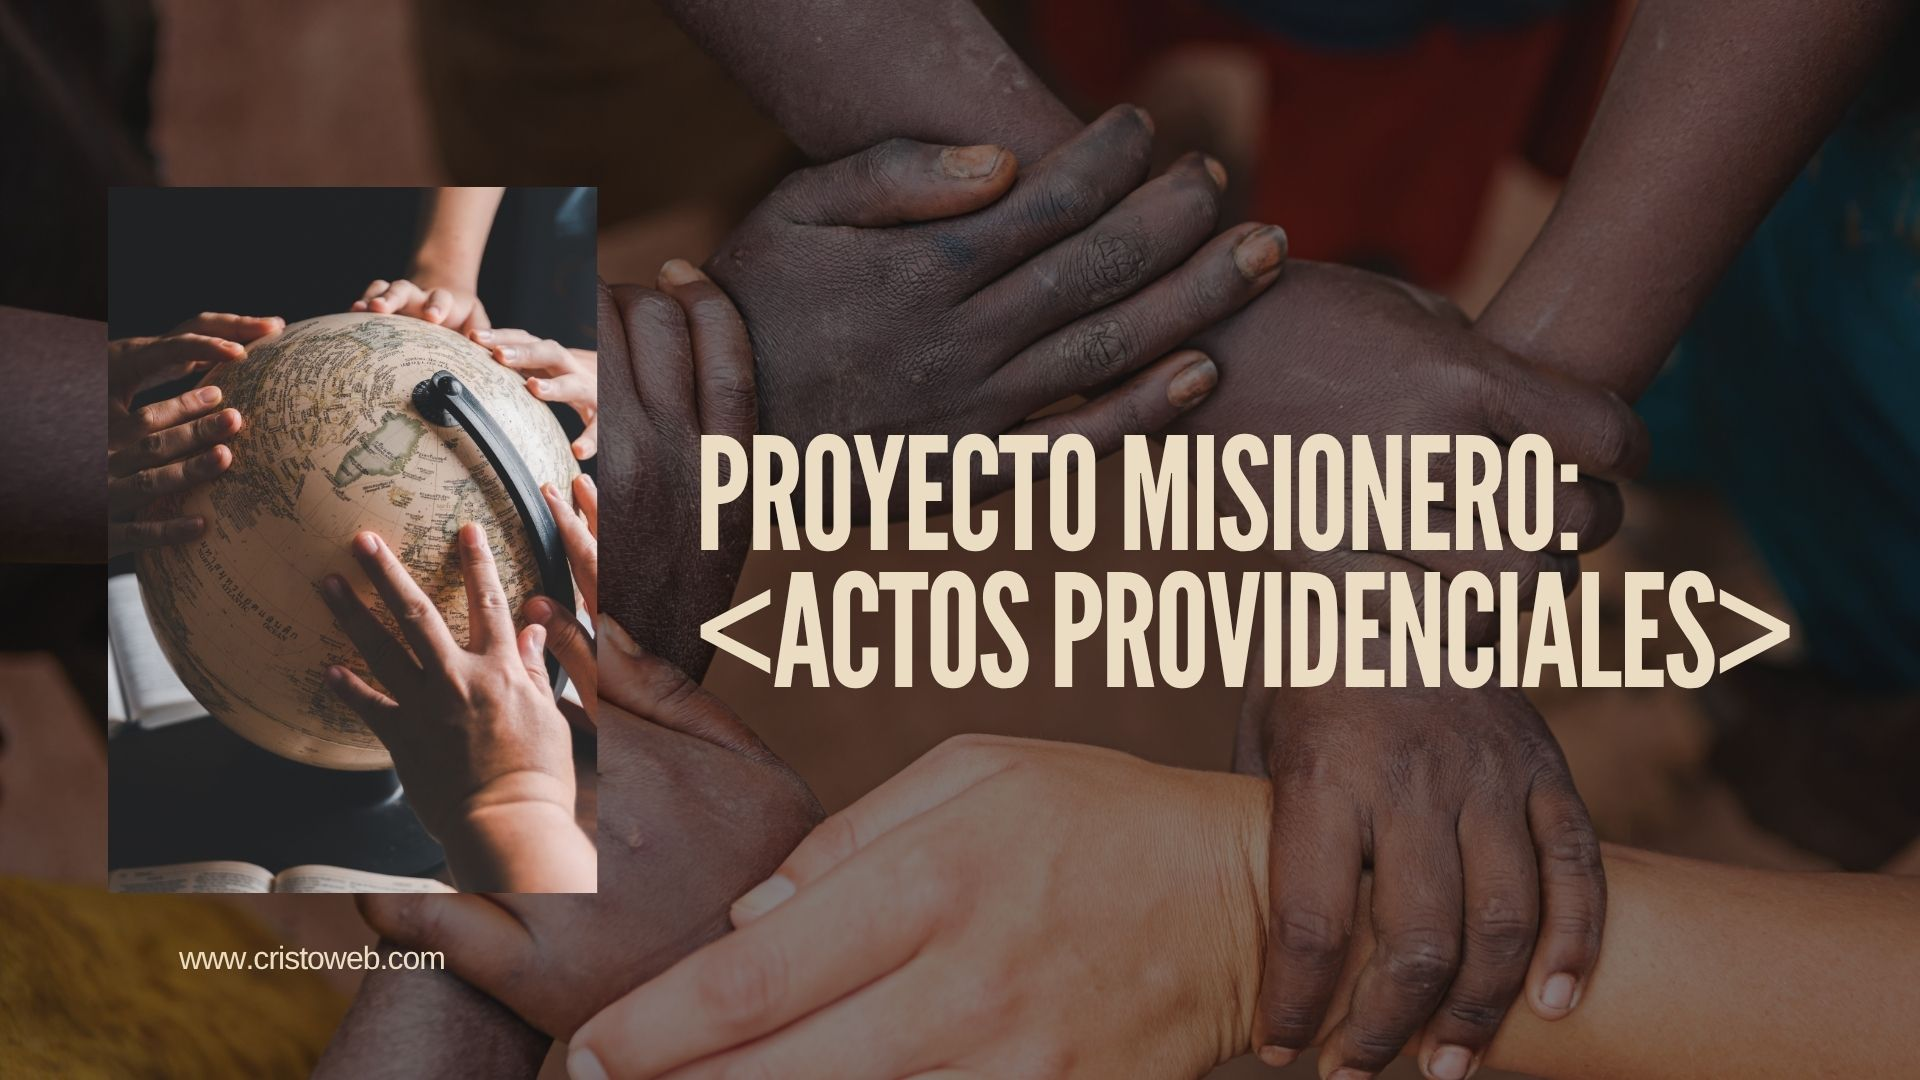 PROYECTO MISIONERO:
<ACTOS PROVIDENCIALES>
www.cristoweb.com